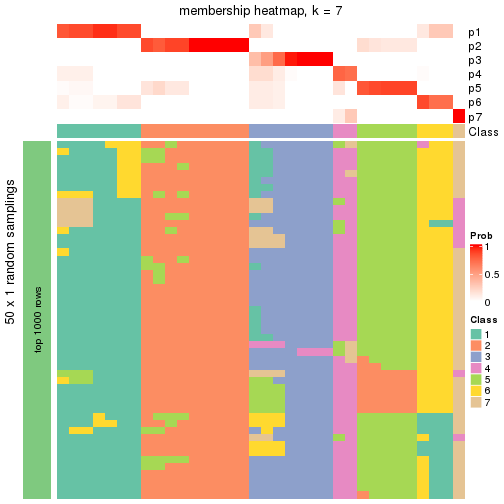 membership heatmap, k = 7
p1
p2
p3
p4
p5
p6
p7
Class
50 x 1 random samplings
top 1000 rows
Prob
1
0.5
0
Class
1
2
3
4
5
6
7